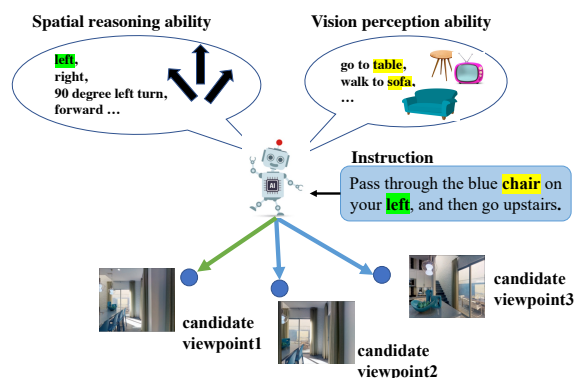 Spatial reasoning ability
Vision perception ability
left,
right,
90 degree left turn,
forward ...
go to table,
walk to sofa,
...
AI
Instruction
Pass through the blue chair on
your left, and then go upstairs.
candidate
viewpoint1
candidate
viewpoint2
candidate
viewpoint3